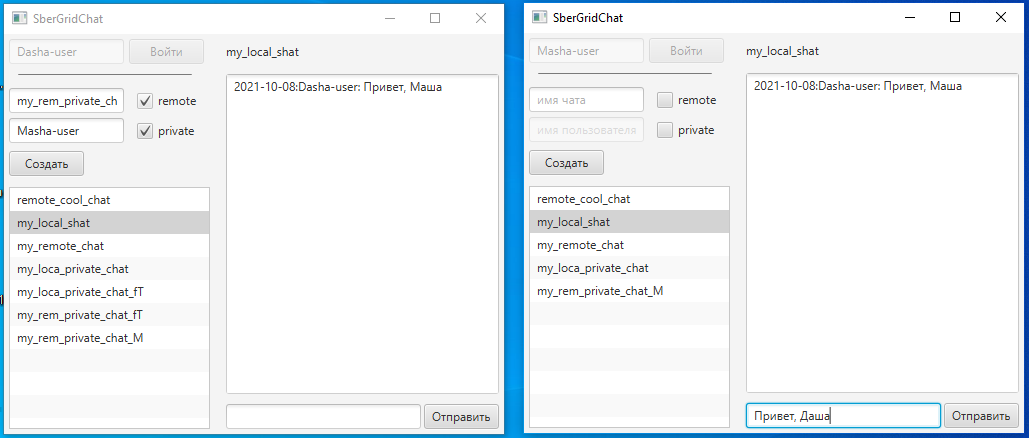 SberGridChat
Dasha-user
Войти
my_local_shat
my_rem_private_ch
remote
Masha-user
private
Создать
2021-10-08:Dasha-user: Привет, Маша
remote_cool_chat
my_local_shat
my_remote_chat
my_loca_private_chat
my_loca_private_chat_fT
my_rem_private_chat_fT
my_rem_private_chat_M
Отправить
SberGridChat
Masha-user
Войти
my_local_shat
имя чата
remote
имя пользователя
private
Создать
2021-10-08:Dasha-user: Привет, Маша
remote_cool_chat
my_local_shat
my_remote_chat
my_loca_private_chat
my_rem_private_chat_M
Привет, Даша
Отправить